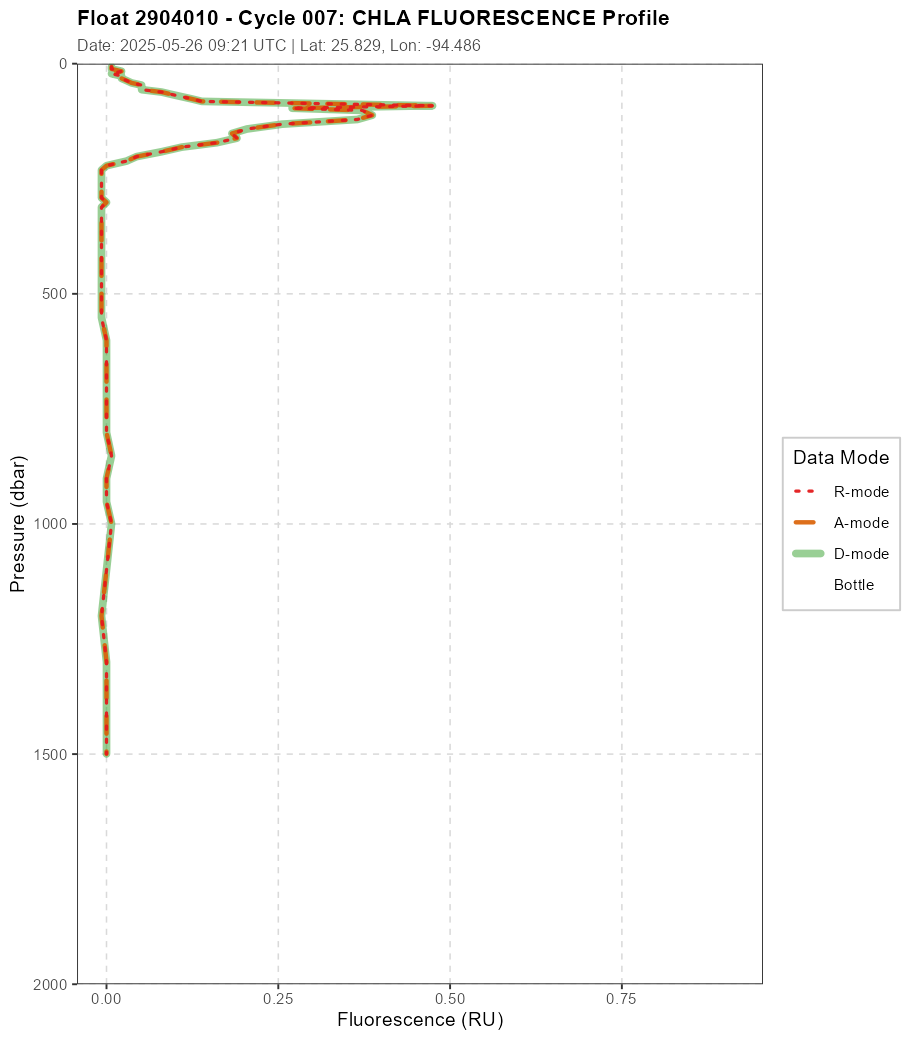 Float 2904010 - Cycle 007: CHLA FLUORESCENCE Profile
Date: 2025-05-26 09:21 UTC | Lat: 25.829, Lon: -94.486
0
500
1000
1500
2000
Pressure (dbar)
0.00 0.25 0.50 0.75
Fluorescence (RU)
Data Mode
R-mode
A-mode
D-mode
Bottle